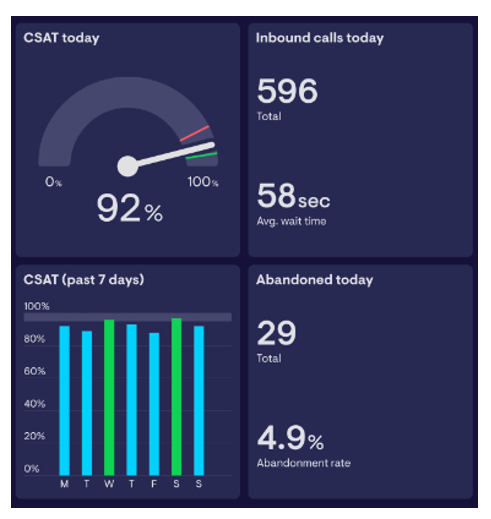 CSAT today
0%
100%
92%
Inbound calls today
596
Total
58sec
Avg. wait time
CSAT (past 7 days)
100%
80%
60%
40%
20%
0%
M T W T F S S
Abandoned today
29
Total
4.9%
Abandonment rate